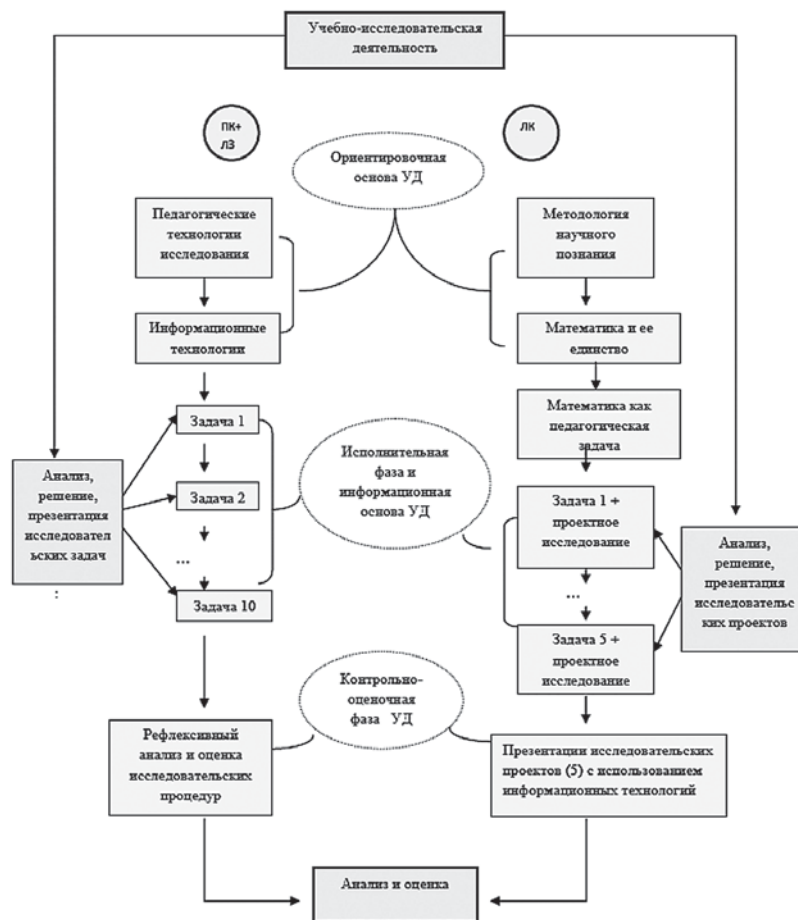 Учебно-исследовательская
деятельность
ПК+
ЛЗ
ЛК
Ориентировочная
основа УД
Педагогические
технологии
исследования
Методология
научного
познания
Информационные
технологии
Математика и ее
единство
Математика как
педагогическая
задача
Задача 1
Задача 2
...
Задача 10
Анализ,
решение,
презентация
исследовател
ьских задач
:
Исполнительная
фаза и
информационная
основа УД
Задача 1 +
проектное
исследование
...
Задача 5 +
проектное
исследование
Анализ,
решение,
презентация
исследовательс
ких проектов
Контрольно-
оценочная
фаза УД
Рефлексивный
анализ и оценка
исследовательских
процедур
Презентации исследовательских
проектов (5) с использованием
информационных технологий
Анализ и оценка